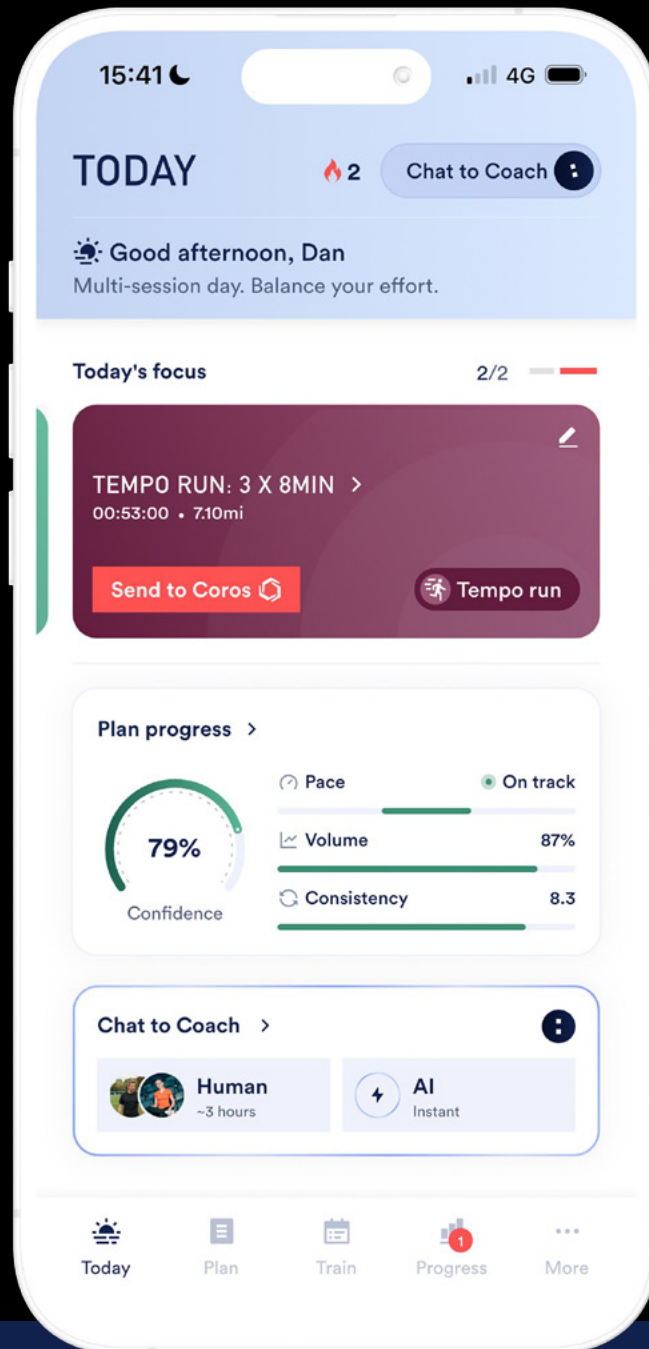 15:41
4G
TODAY
2
Chat to Coach
Good afternoon, Dan
Multi-session day. Balance your effort.
Today's focus
2/2
TEMPO RUN: 3 X 8MIN >
00:53:00 • 7.10mi
Send to Coros
Tempo run
Plan progress >
79%
Confidence
Pace
On track
Volume
87%
Consistency
8.3
Chat to Coach >
Human
~3 hours
AI
Instant
Today
Plan
Train
1
Progress
More